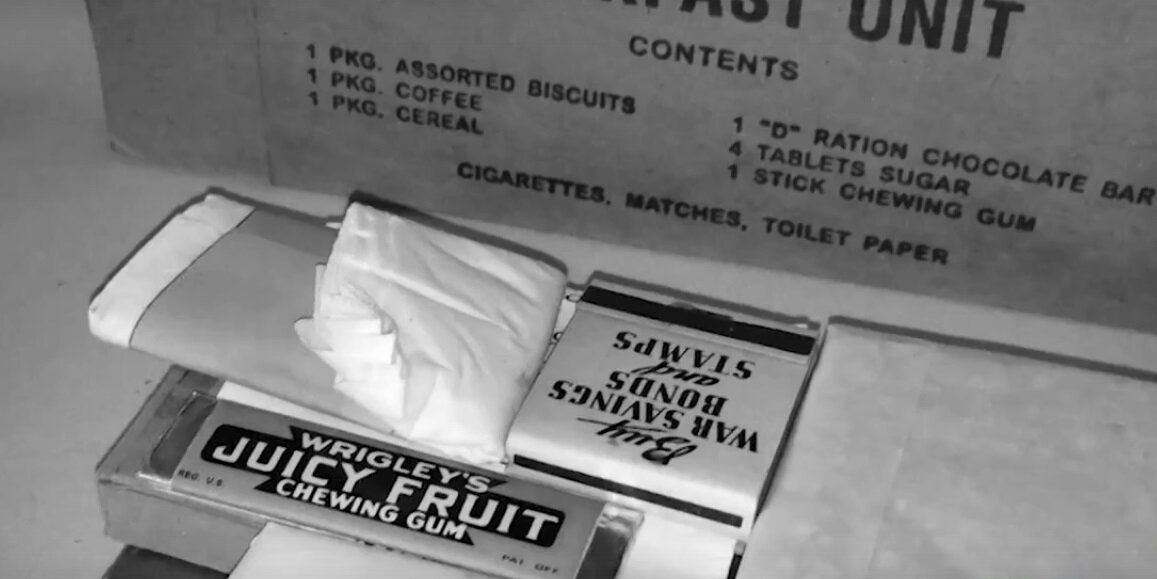 UNIT
CONTENTS
1 PKG. ASSORTED BISCUITS
1 PKG. COFFEE
1 PKG. CEREAL
1 "D" RATION CHOCOLATE BAR
4 TABLETS SUGAR
1 STICK CHEWING GUM
CIGARETTES, MATCHES, TOILET PAPER
Buy
WAR SAVINGS
BONDS
and
STAMPS
WRIGLEY'S
JUICY FRUIT
CHEWING GUM
REG. U.S.
PAT. OFF.